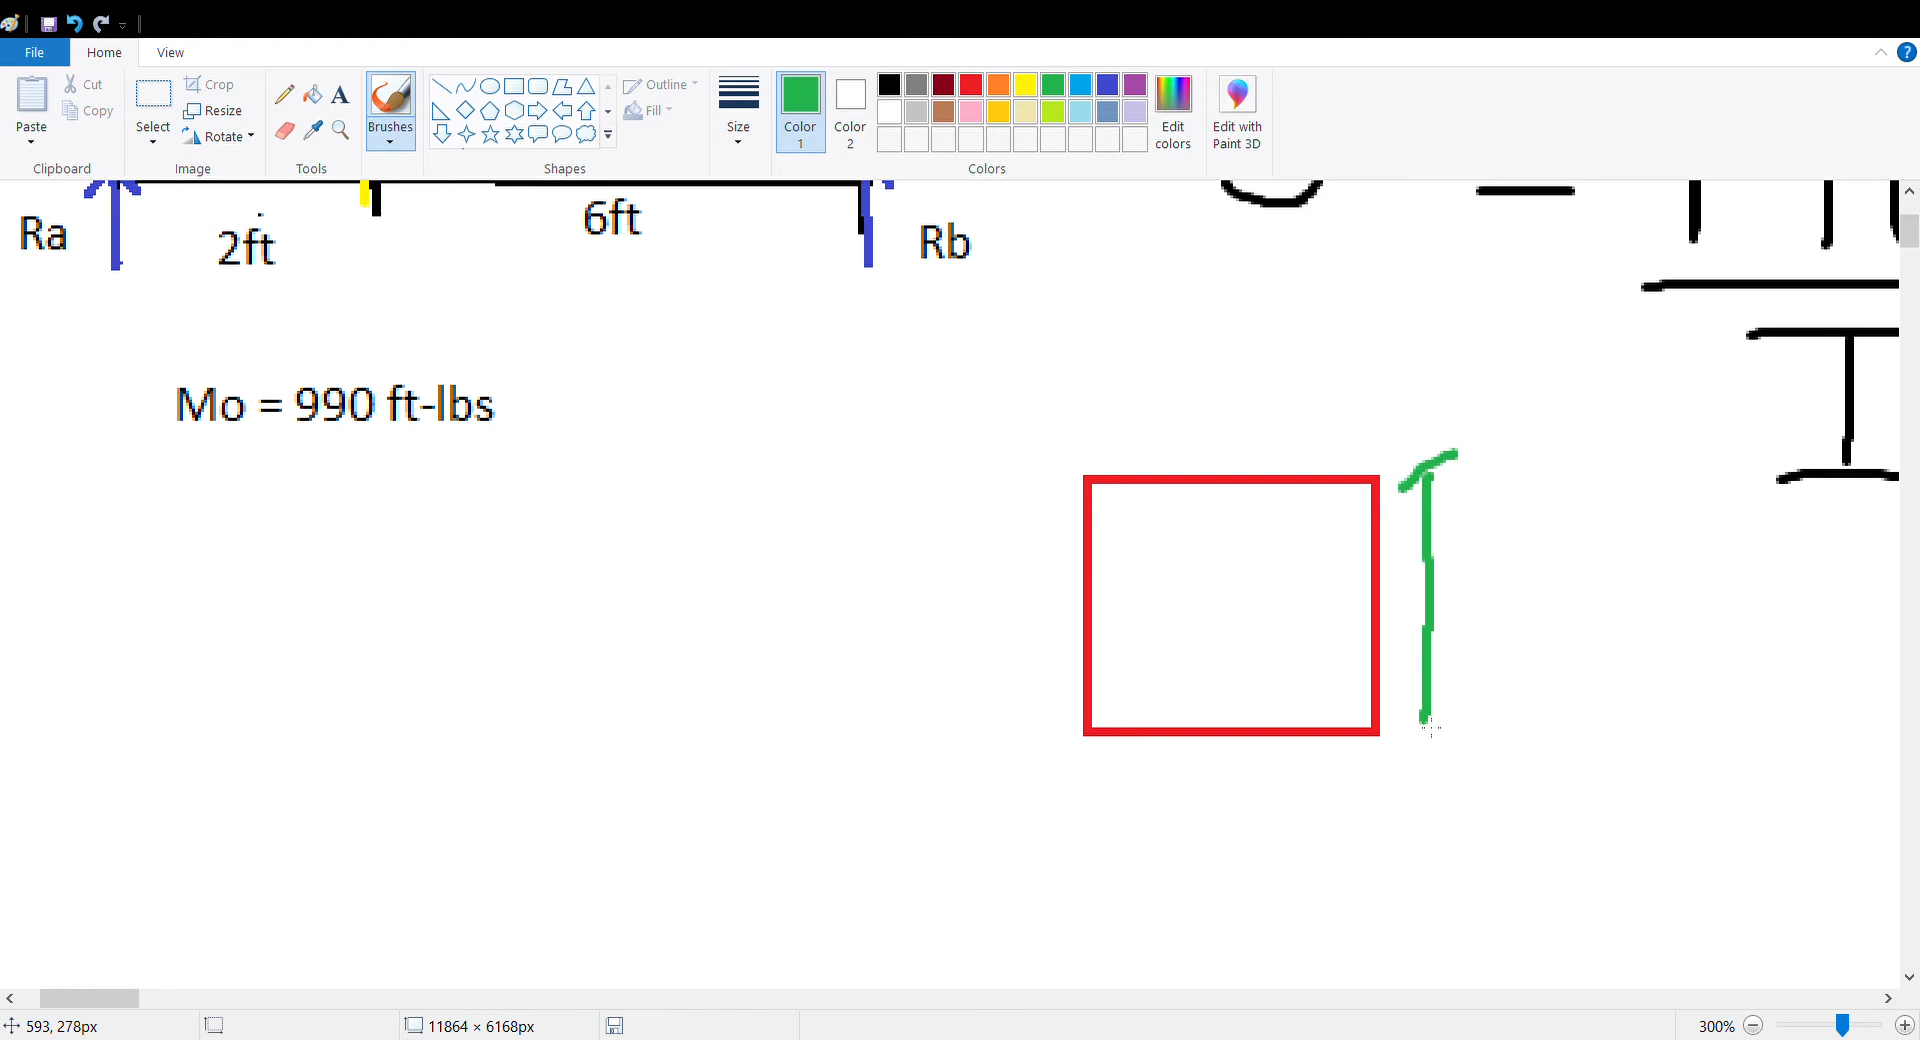 File Home View
Paste
Cut
Copy
Clipboard
Select
Crop
Resize
Rotate
Image
A
Tools
Brushes
Shapes
Outline
Fill
Size
Color 1
Color 2
Colors
Edit colors
Edit with Paint 3D
?
Ra
2ft
6ft
Rb
Mo = 990 ft-lbs
I
593, 278px
11864 × 6168px
300%